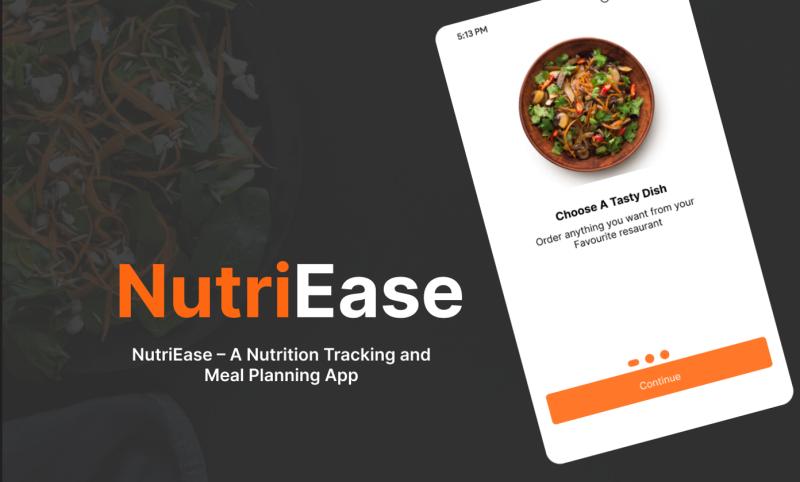 5:13 PM
Choose A Tasty Dish
Order anything you want from your
Favourite resaurant
Continue
NutriEase
NutriEase – A Nutrition Tracking and
Meal Planning App